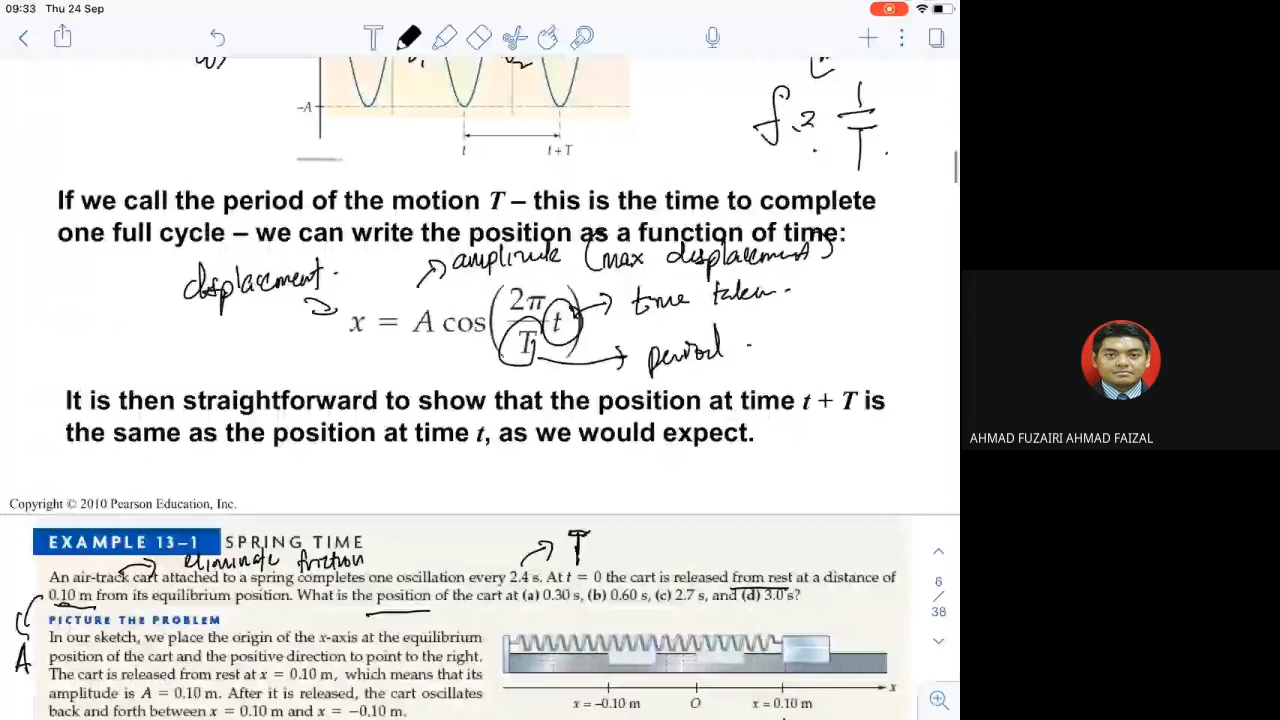 09:33 Thu 24 Sep
-A
t
t + T
f = 1/T
If we call the period of the motion T – this is the time to complete
one full cycle – we can write the position as a function of time:
displacement.
amplitude (max displacement)
x = A cos(2π/T t)
time taken.
period.
It is then straightforward to show that the position at time t + T is
the same as the position at time t, as we would expect.
Copyright © 2010 Pearson Education, Inc.
EXAMPLE 13–1 SPRING TIME
eliminate friction
T
An air-track cart attached to a spring completes one oscillation every 2.4 s. At t = 0 the cart is released from rest at a distance of
0.10 m from its equilibrium position. What is the position of the cart at (a) 0.30 s, (b) 0.60 s, (c) 2.7 s, and (d) 3.0 s?
A
PICTURE THE PROBLEM
In our sketch, we place the origin of the x-axis at the equilibrium
position of the cart and the positive direction to point to the right.
The cart is released from rest at x = 0.10 m, which means that its
amplitude is A = 0.10 m. After it is released, the cart oscillates
back and forth between x = 0.10 m and x = −0.10 m.
x
x = −0.10 m O x = 0.10 m
6
/
38
AHMAD FUZAIRI AHMAD FAIZAL